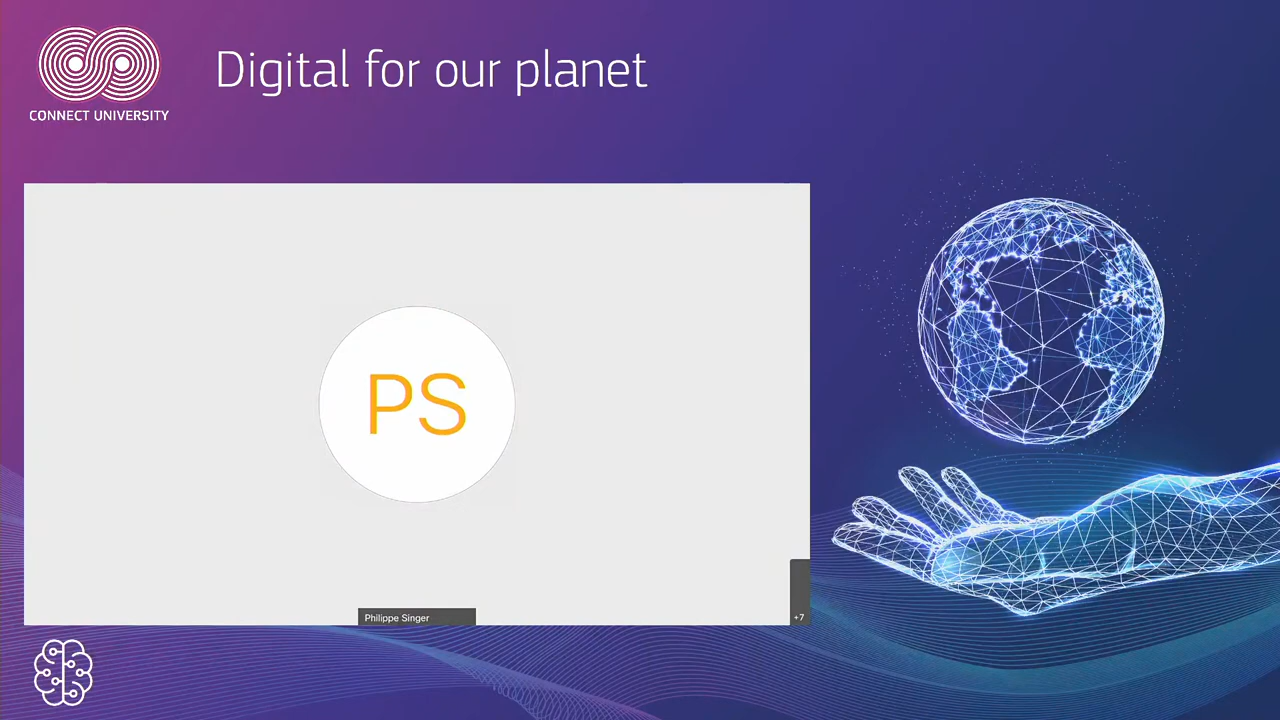 Digital for our planet
CONNECT UNIVERSITY
PS
Philippe Singer
+7